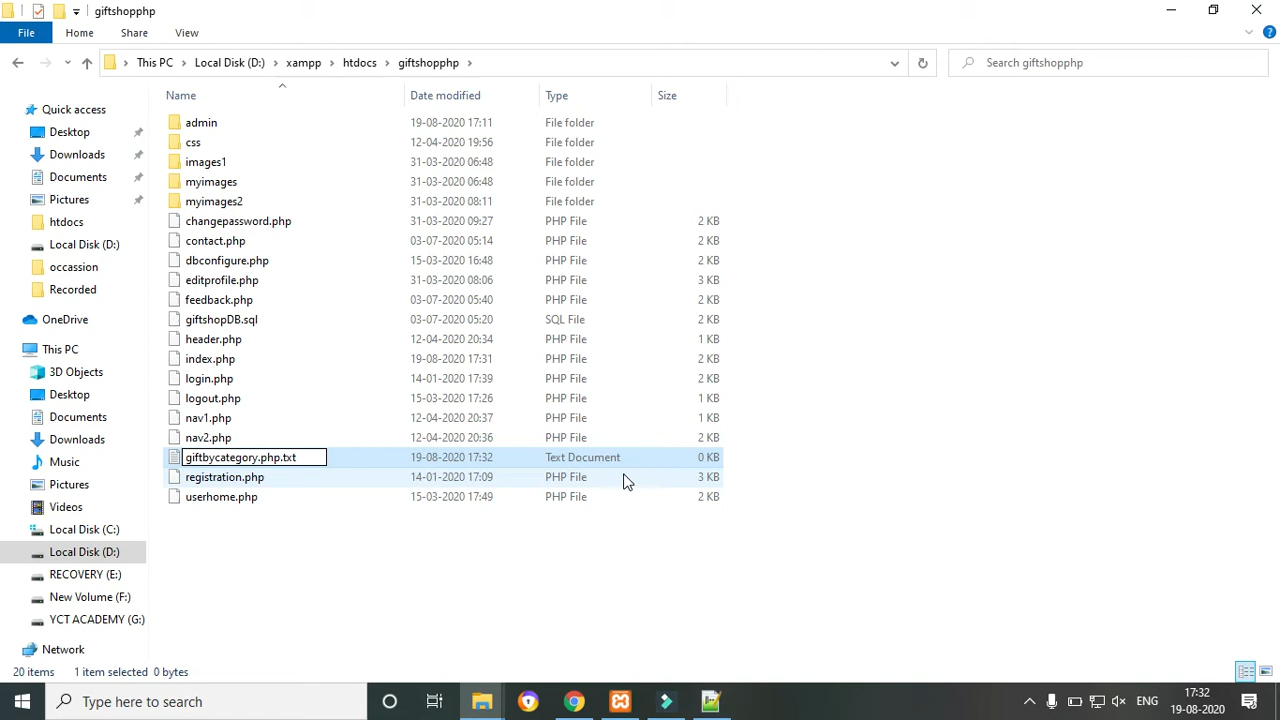 giftshopphp
File Home Share View
This PC Local Disk (D:) xampp htdocs giftshopphp
Search giftshopphp
Name Date modified Type Size
Quick access
Desktop
Downloads
Documents
Pictures
htdocs
Local Disk (D:)
occassion
Recorded
OneDrive
This PC
3D Objects
Desktop
Documents
Downloads
Music
Pictures
Videos
Local Disk (C:)
Local Disk (D:)
RECOVERY (E:)
New Volume (F:)
YCT ACADEMY (G:)
Network
admin 19-08-2020 17:11 File folder
css 12-04-2020 19:56 File folder
images1 31-03-2020 06:48 File folder
myimages 31-03-2020 06:48 File folder
myimages2 31-03-2020 08:11 File folder
changepassword.php 31-03-2020 09:27 PHP File 2 KB
contact.php 03-07-2020 05:14 PHP File 2 KB
dbconfigure.php 15-03-2020 16:48 PHP File 2 KB
editprofile.php 31-03-2020 08:06 PHP File 3 KB
feedback.php 03-07-2020 05:40 PHP File 2 KB
giftshopDB.sql 03-07-2020 05:20 SQL File 2 KB
header.php 12-04-2020 20:34 PHP File 1 KB
index.php 19-08-2020 17:31 PHP File 2 KB
login.php 14-01-2020 17:39 PHP File 2 KB
logout.php 15-03-2020 17:26 PHP File 1 KB
nav1.php 12-04-2020 20:37 PHP File 1 KB
nav2.php 12-04-2020 20:36 PHP File 2 KB
giftbycategory.php.txt 19-08-2020 17:32 Text Document 0 KB
registration.php 14-01-2020 17:09 PHP File 3 KB
userhome.php 15-03-2020 17:49 PHP File 2 KB
20 items 1 item selected 0 bytes
Type here to search
ENG
17:32
19-08-2020